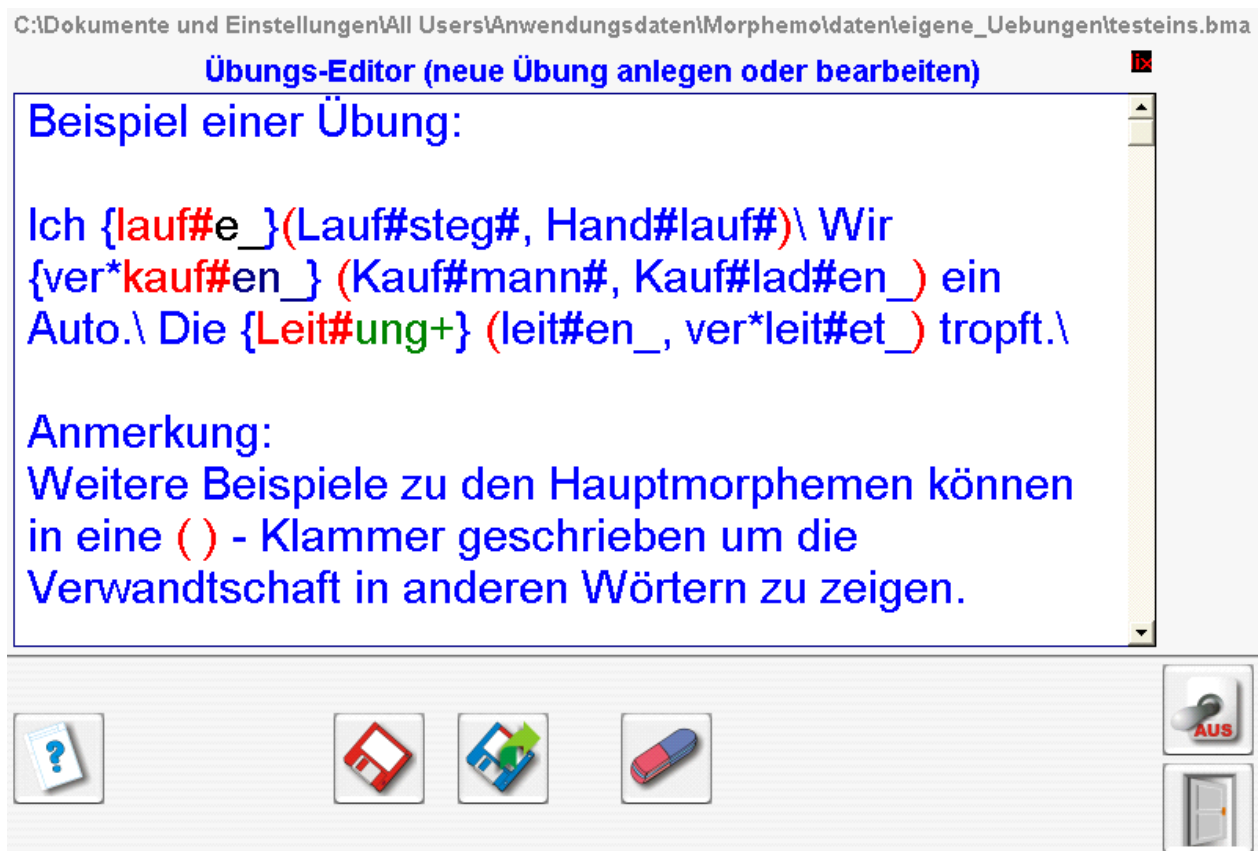 C:\Dokumente und Einstellungen\All Users\Anwendungsdaten\Morphemo\daten\eigene_Uebungen\testeins.bma
Übungs-Editor (neue Übung anlegen oder bearbeiten)
ix
Beispiel einer Übung:
Ich {lauf#e_}(Lauf#steg#, Hand#lauf#)\ Wir
{ver*kauf#en_} (Kauf#mann#, Kauf#lad#en_) ein
Auto.\ Die {Leit#ung+} (leit#en_, ver*leit#et_) tropft.\
Anmerkung:
Weitere Beispiele zu den Hauptmorphemen können
in eine ( ) - Klammer geschrieben um die
Verwandtschaft in anderen Wörtern zu zeigen.
?
AUS